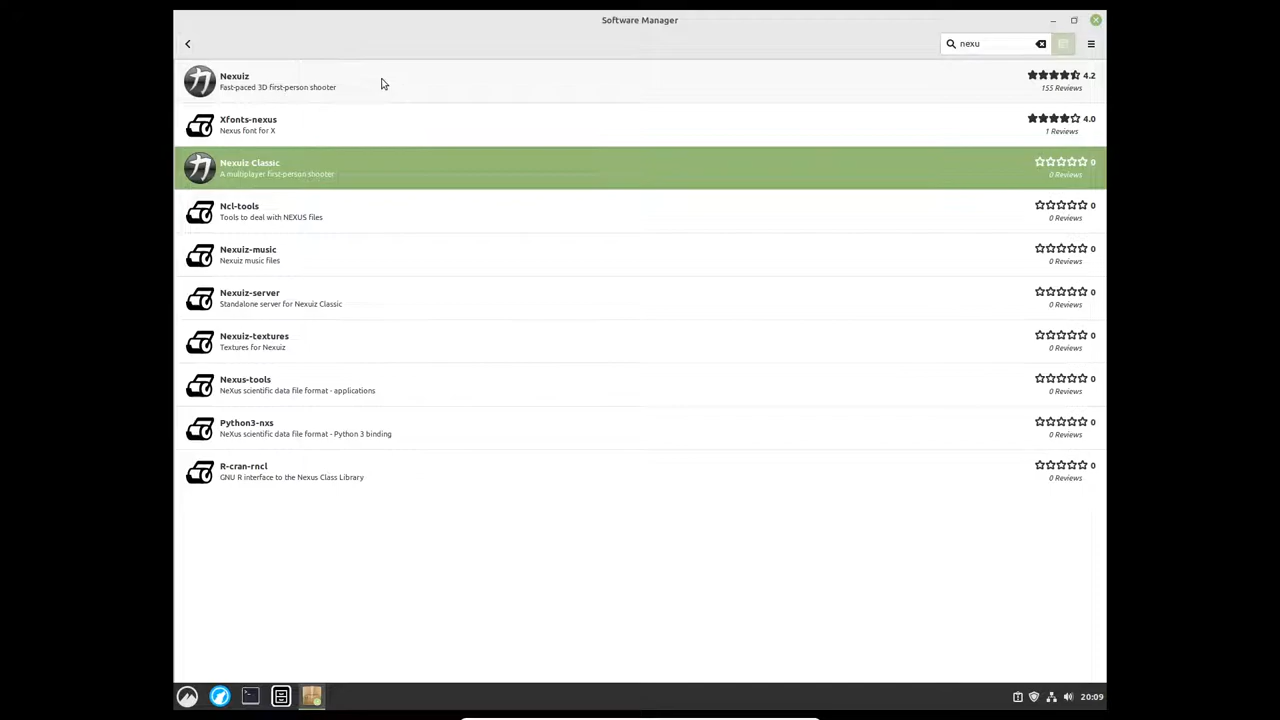 Software Manager
nexu
Nexuiz
Fast-paced 3D first-person shooter
4.2
155 Reviews
Xfonts-nexus
Nexus font for X
4.0
1 Reviews
Nexuiz Classic
A multiplayer first-person shooter
0
0 Reviews
Ncl-tools
Tools to deal with NEXUS files
0
0 Reviews
Nexuiz-music
Nexuiz music files
0
0 Reviews
Nexuiz-server
Standalone server for Nexuiz Classic
0
0 Reviews
Nexuiz-textures
Textures for Nexuiz
0
0 Reviews
Nexus-tools
NeXus scientific data file format - applications
0
0 Reviews
Python3-nxs
NeXus scientific data file format - Python 3 binding
0
0 Reviews
R-cran-rncl
GNU R interface to the Nexus Class Library
0
0 Reviews
20:09